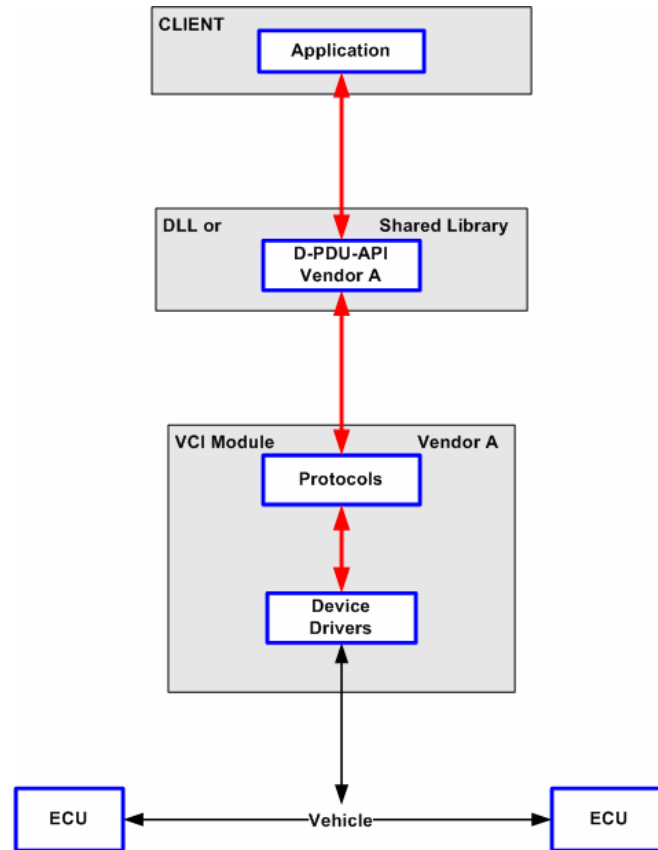 CLIENT
Application
DLL or Shared Library
D-PDU-API
Vendor A
VCI Module Vendor A
Protocols
Device
Drivers
ECU Vehicle ECU